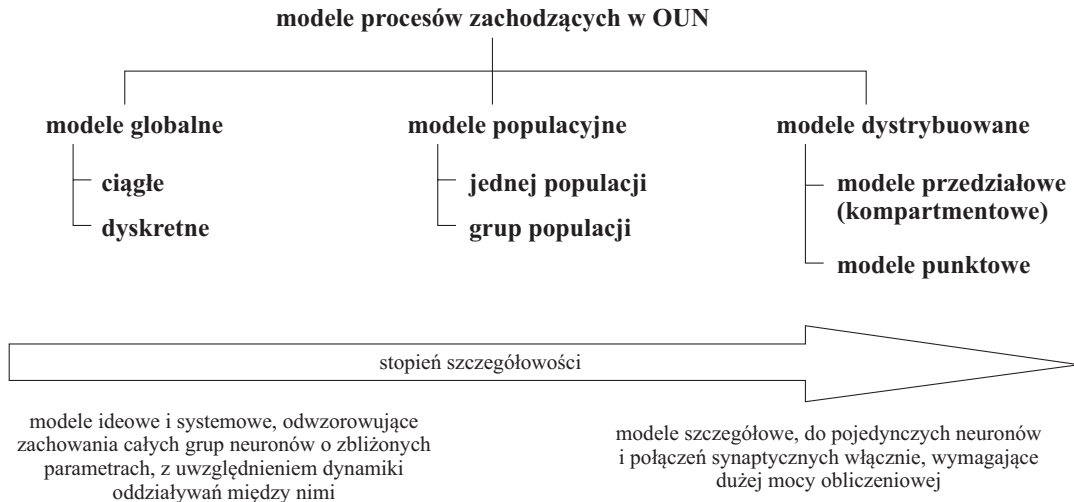 modele procesów zachodzących w OUN
modele globalne
ciągłe
dyskretne
modele populacyjne
jednej populacji
grup populacji
modele dystrybuowane
modele przedziałowe
(kompartmentowe)
modele punktowe
stopień szczegółowości
modele ideowe i systemowe, odwzorowujące
zachowania całych grup neuronów o zbliżonych
parametrach, z uwzględnieniem dynamiki
oddziaływań między nimi
modele szczegółowe, do pojedynczych neuronów
i połączeń synaptycznych włącznie, wymagające
dużej mocy obliczeniowej